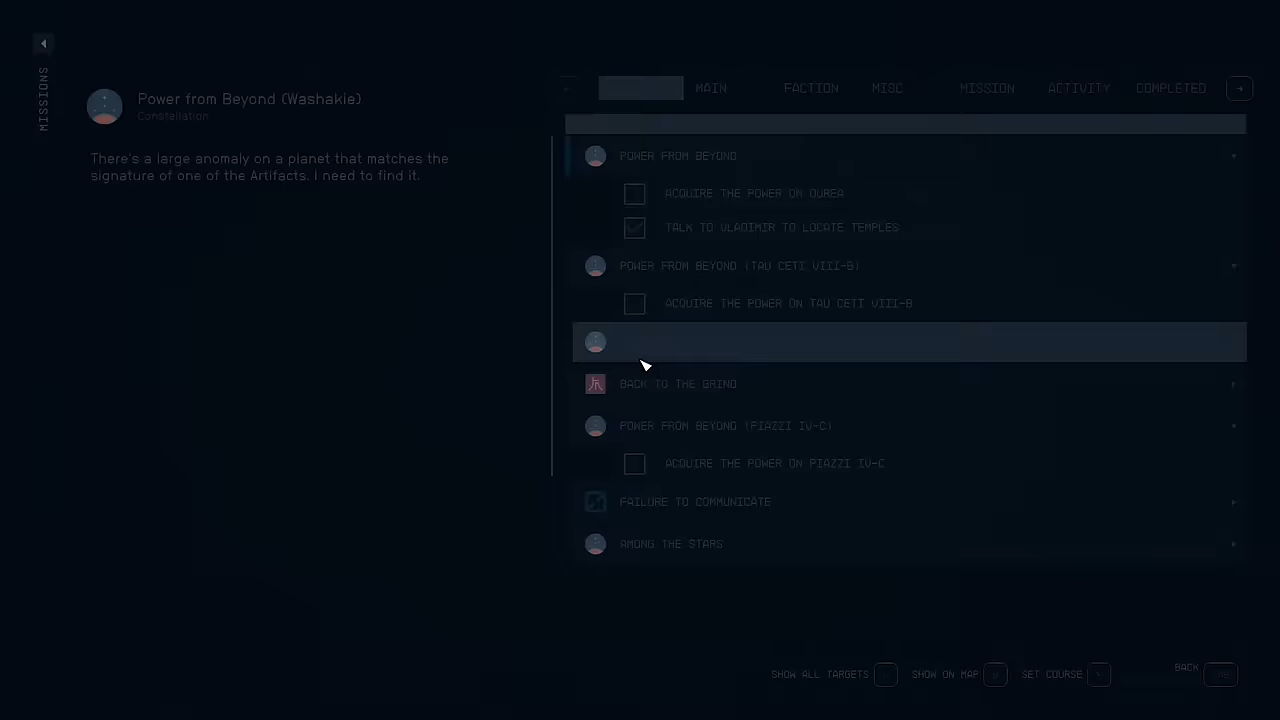 MISSIONS
Power from Beyond (Washakie)
Constellation
There's a large anomaly on a planet that matches the
signature of one of the Artifacts. I need to find it.
MAIN FACTION MISC MISSION ACTIVITY COMPLETED
POWER FROM BEYOND
ACQUIRE THE POWER ON OUREA
TALK TO VLADIMIR TO LOCATE TEMPLES
POWER FROM BEYOND (TAU CETI VIII-B)
ACQUIRE THE POWER ON TAU CETI VIII-B
BACK TO THE GRIND
POWER FROM BEYOND (PIAZZI IV-C)
ACQUIRE THE POWER ON PIAZZI IV-C
FAILURE TO COMMUNICATE
AMONG THE STARS
SHOW ALL TARGETS SHOW ON MAP SET COURSE BACK